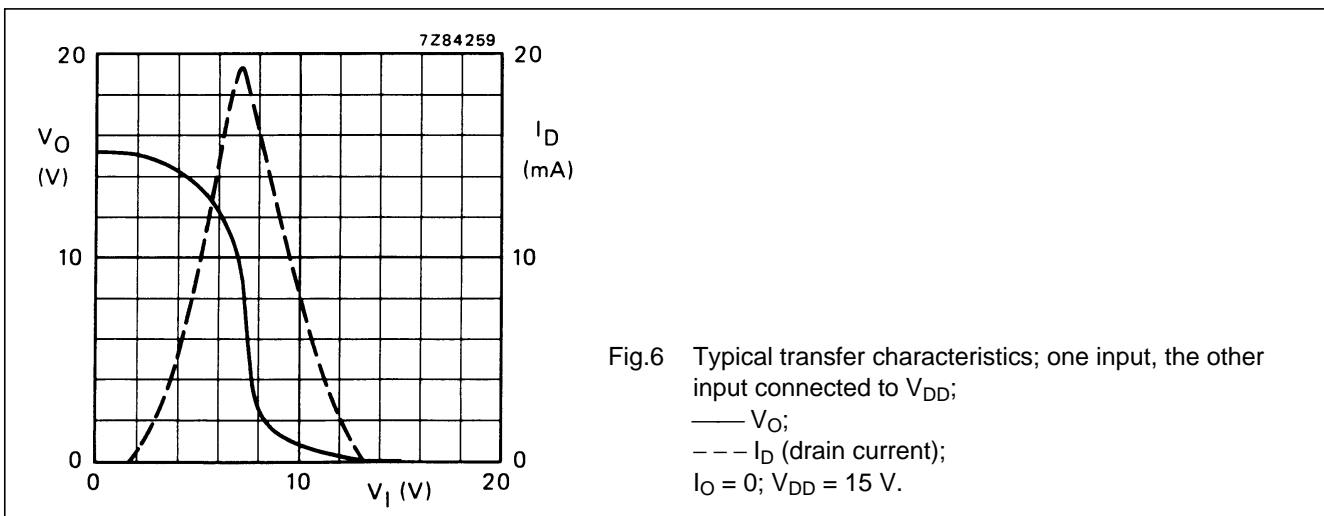 7Z84259
20
20
V_O
(V)
I_D
(mA)
10
10
0
0
0
10
20
V_I (V)
Fig.6 Typical transfer characteristics; one input, the other
input connected to V_DD;
—— V_O;
– – – I_D (drain current);
I_O = 0; V_DD = 15 V.